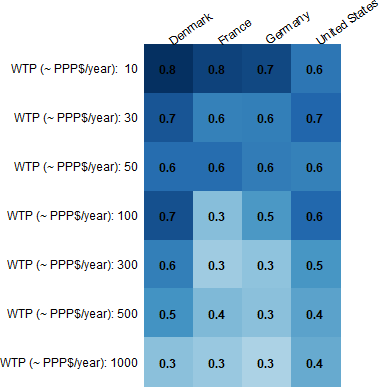 Denmark France Germany United States
WTP (~ PPP$/year): 10 0.8 0.8 0.7 0.6
WTP (~ PPP$/year): 30 0.7 0.6 0.6 0.7
WTP (~ PPP$/year): 50 0.6 0.6 0.6 0.6
WTP (~ PPP$/year): 100 0.7 0.3 0.5 0.6
WTP (~ PPP$/year): 300 0.6 0.3 0.3 0.5
WTP (~ PPP$/year): 500 0.5 0.4 0.3 0.4
WTP (~ PPP$/year): 1000 0.3 0.3 0.3 0.4